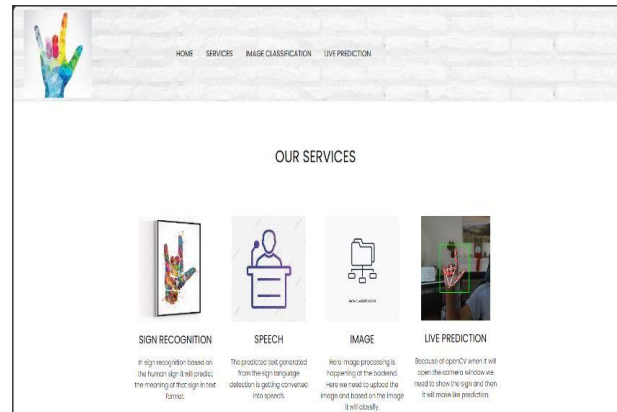 HOME SERVICES IMAGE CLASSIFICATION LIVE PREDICTION
OUR SERVICES
SIGN RECOGNITION
In sign recognition based on
the human sign it will predict,
the meaning of that sign in text
format.
SPEECH
The predicted text generated
from the sign language
detection is getting converted
into speech.
DATA CLASSIFICATION
IMAGE
Here image processing is
happening at the backend.
Here we need to upload the
image and based on the image
it will classify.
LIVE PREDICTION
Because of openCV when it will
open the camera window we
need to show the sign and then
it will make like prediction.